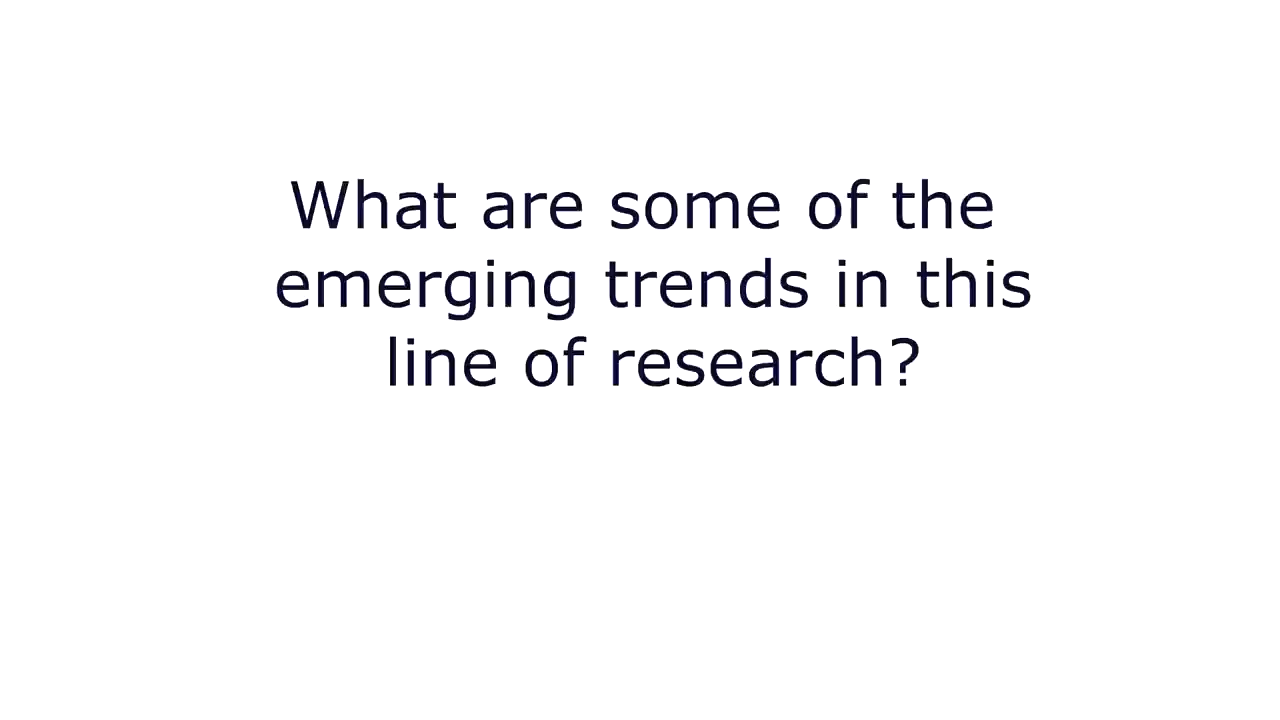 What are some of the
emerging trends in this
line of research?